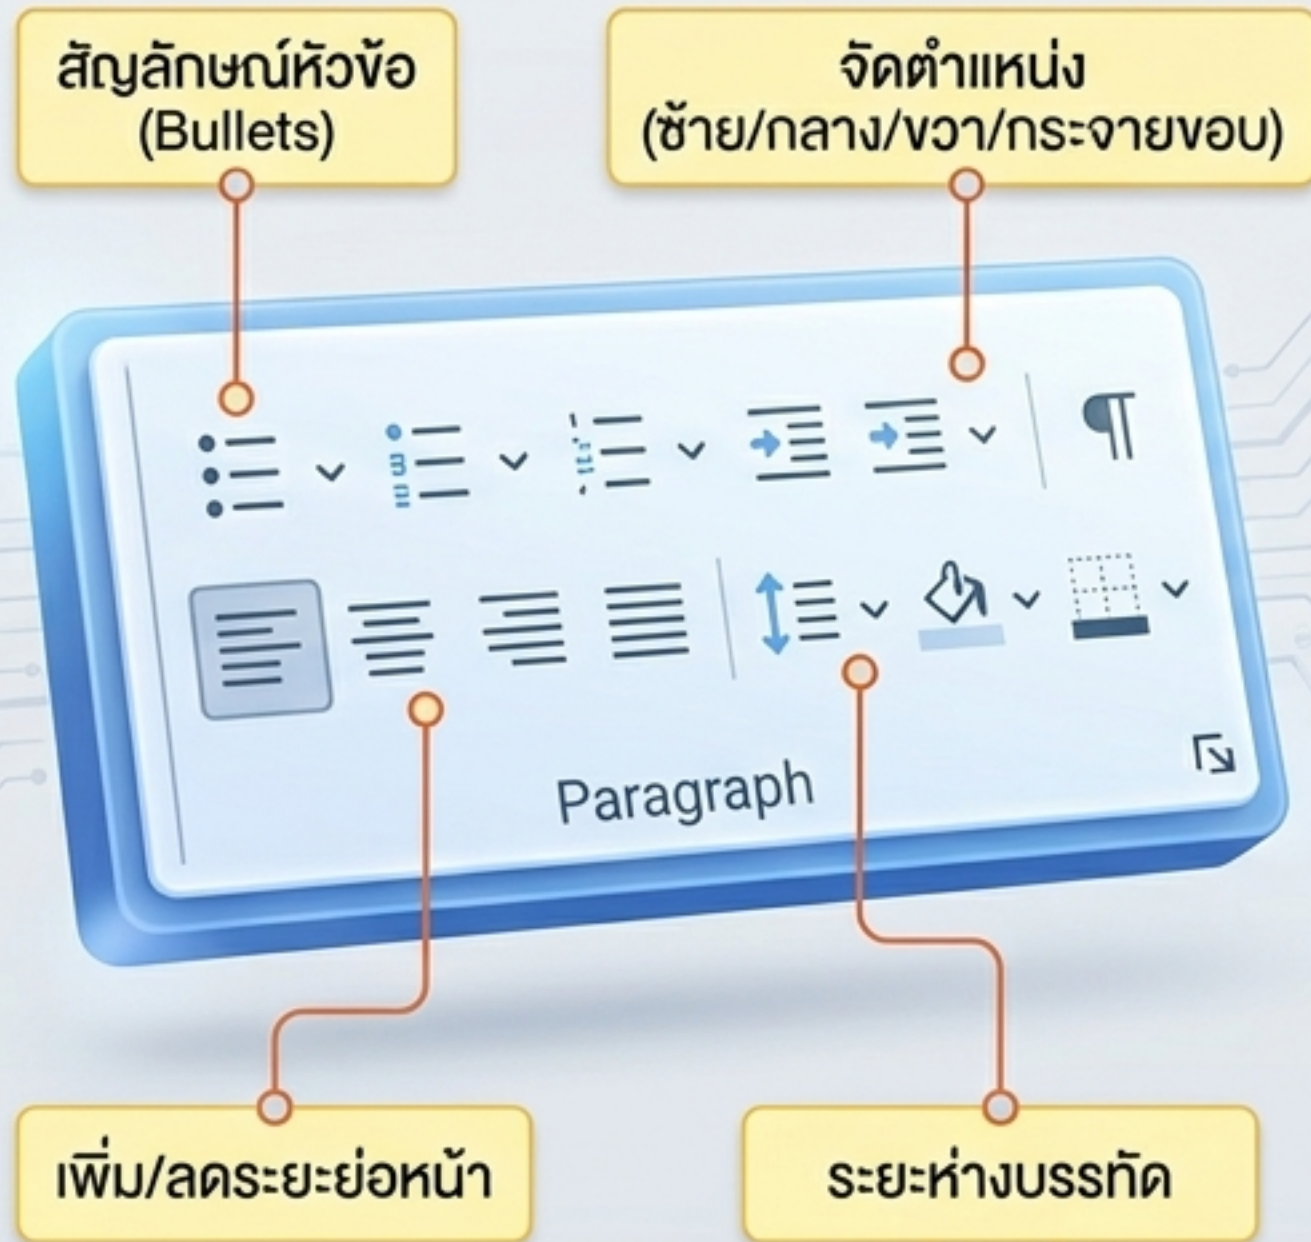 สัญลักษณ์หัวข้อ
(Bullets)
จัดตำแหน่ง
(ซ้าย/กลาง/ขวา/กระจายขอบ)
¶
Paragraph
เพิ่ม/ลดระยะย่อหน้า
ระยะห่างบรรทัด